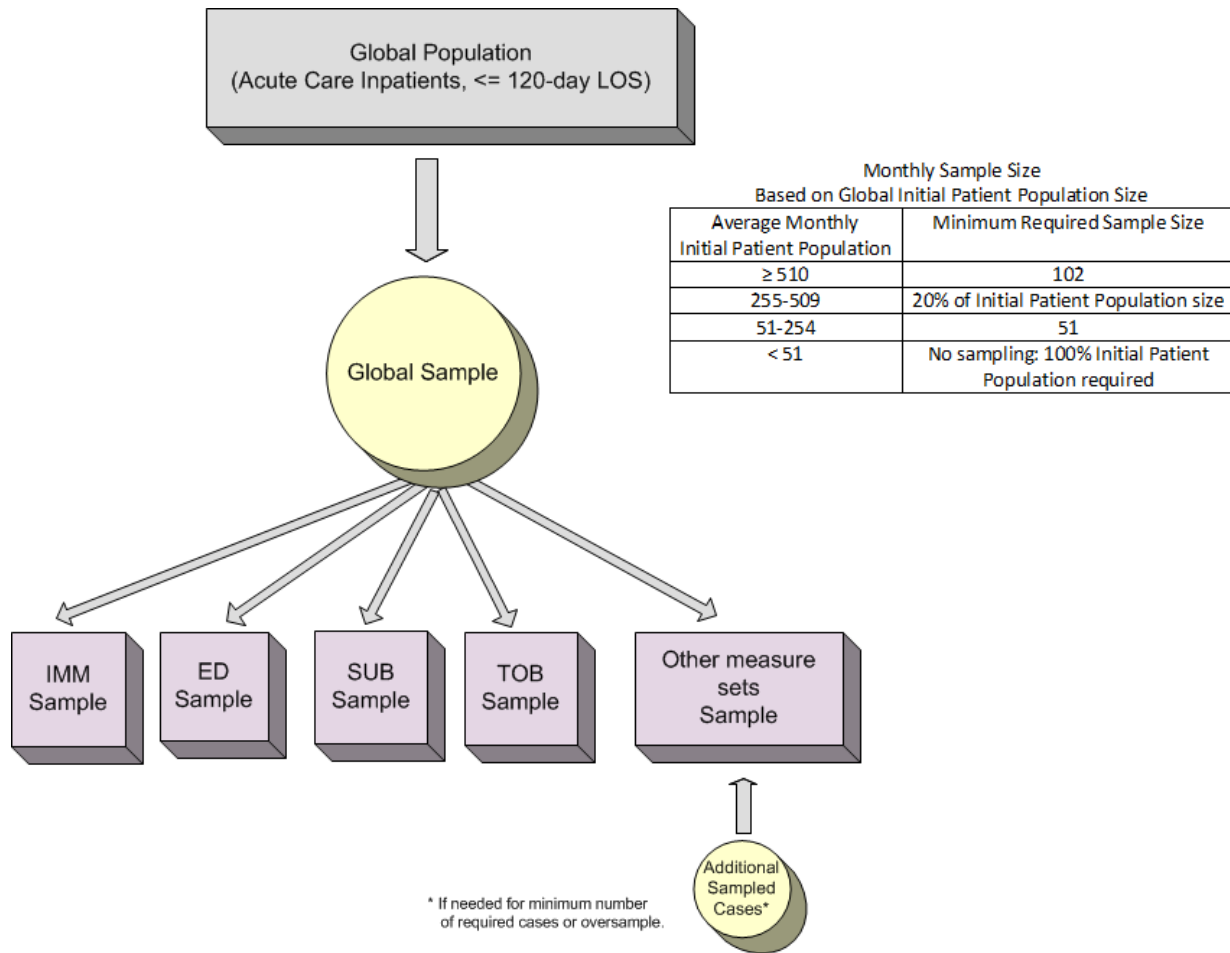 Global Population
(Acute Care Inpatients, <= 120-day LOS)
Monthly Sample Size
Based on Global Initial Patient Population Size
Average Monthly
Initial Patient Population
Minimum Required Sample Size
≥ 510
102
255-509
20% of Initial Patient Population size
51-254
51
< 51
No sampling: 100% Initial Patient
Population required
Global Sample
IMM
Sample
ED
Sample
SUB
Sample
TOB
Sample
Other measure
sets
Sample
Additional
Sampled
Cases*
* If needed for minimum number
of required cases or oversample.